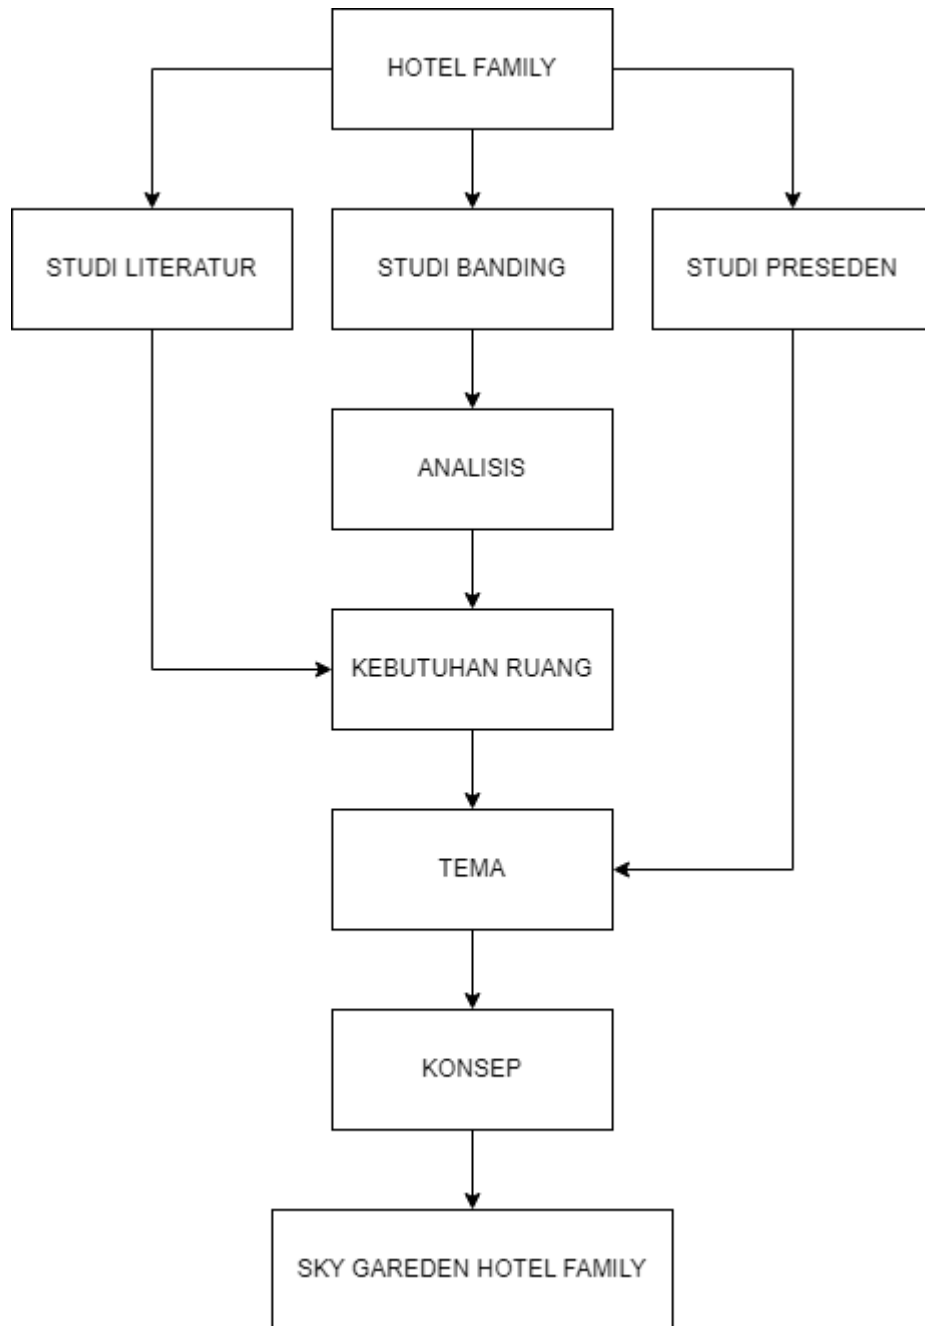 HOTEL FAMILY
STUDI LITERATUR
STUDI BANDING
STUDI PRESEDEN
ANALISIS
KEBUTUHAN RUANG
TEMA
KONSEP
SKY GAREDEN HOTEL FAMILY